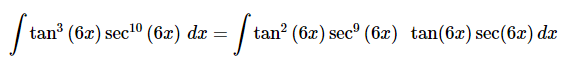 ∫ tan³ (6x) sec¹⁰ (6x) dx = ∫ tan² (6x) sec⁹ (6x) tan(6x) sec(6x) dx